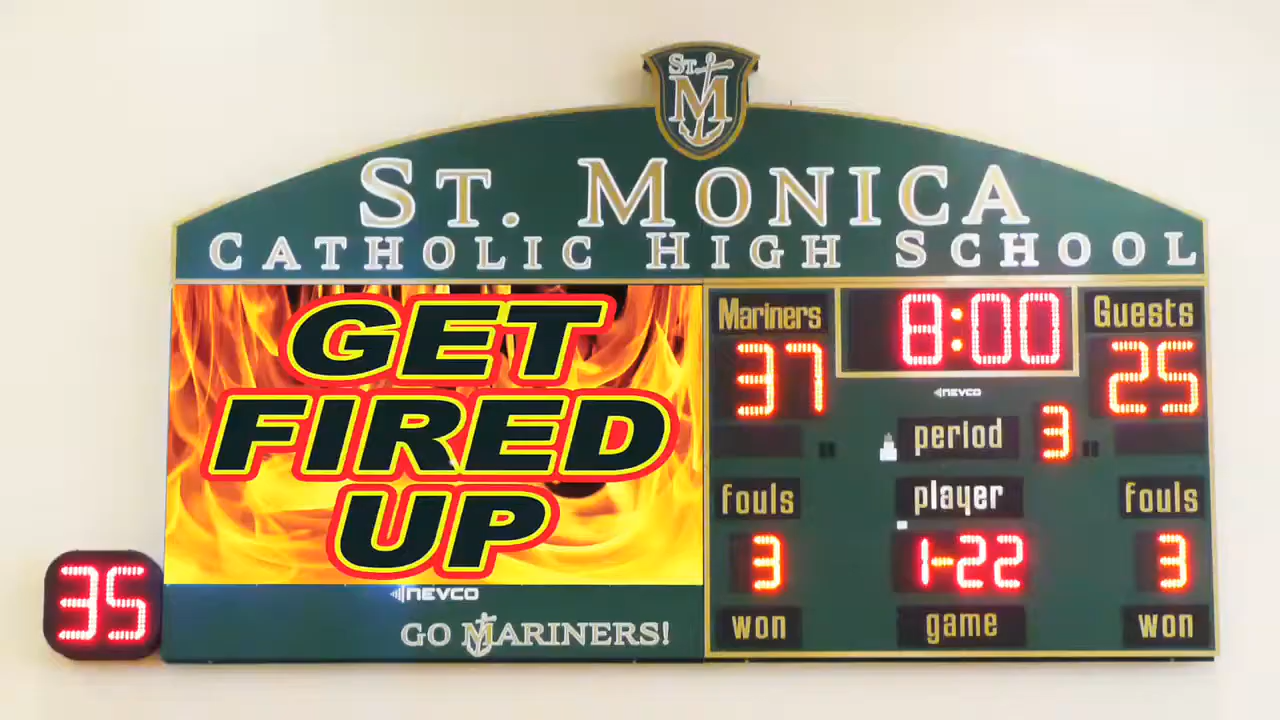 ST.
M
ST. MONICA
CATHOLIC HIGH SCHOOL
GET
FIRED
UP
Mariners
8:00
Guests
37
25
NEVCO
period
3
fouls
player
fouls
3
1-22
3
won
game
won
35
NEVCO
GO MARINERS!